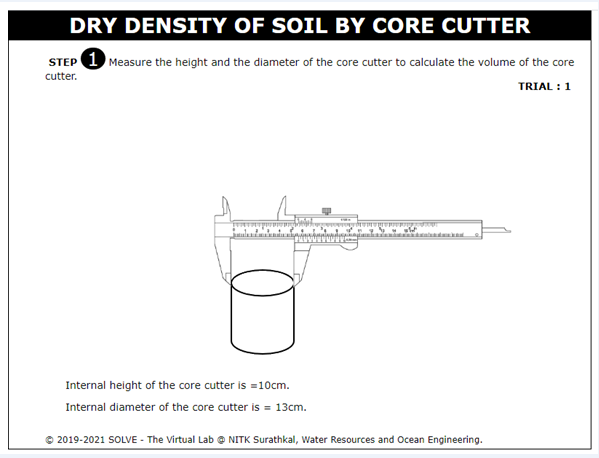 DRY DENSITY OF SOIL BY CORE CUTTER
STEP 1 Measure the height and the diameter of the core cutter to calculate the volume of the core
cutter.
TRIAL : 1
Internal height of the core cutter is =10cm.
Internal diameter of the core cutter is = 13cm.
© 2019-2021 SOLVE - The Virtual Lab @ NITK Surathkal, Water Resources and Ocean Engineering.